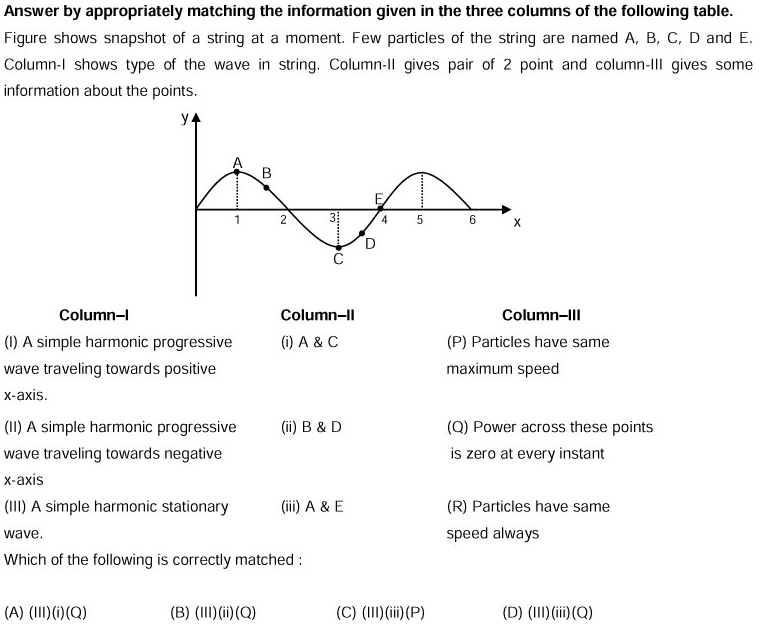 Answer by appropriately matching the information given in the three columns of the following table.
Figure shows snapshot of a string at a moment. Few particles of the string are named A, B, C, D and E.
Column-I shows type of the wave in string. Column-II gives pair of 2 point and column-III gives some
information about the points.
y
A
B
E
1 2 3 4 5 6 x
D
C
Column–I Column–II Column–III
(I) A simple harmonic progressive (i) A & C (P) Particles have same
wave traveling towards positive maximum speed
x-axis.
(II) A simple harmonic progressive (ii) B & D (Q) Power across these points
wave traveling towards negative is zero at every instant
x-axis
(III) A simple harmonic stationary (iii) A & E (R) Particles have same
wave. speed always
Which of the following is correctly matched :
(A) (III)(i)(Q) (B) (III)(ii)(Q) (C) (III)(iii)(P) (D) (III)(iii)(Q)